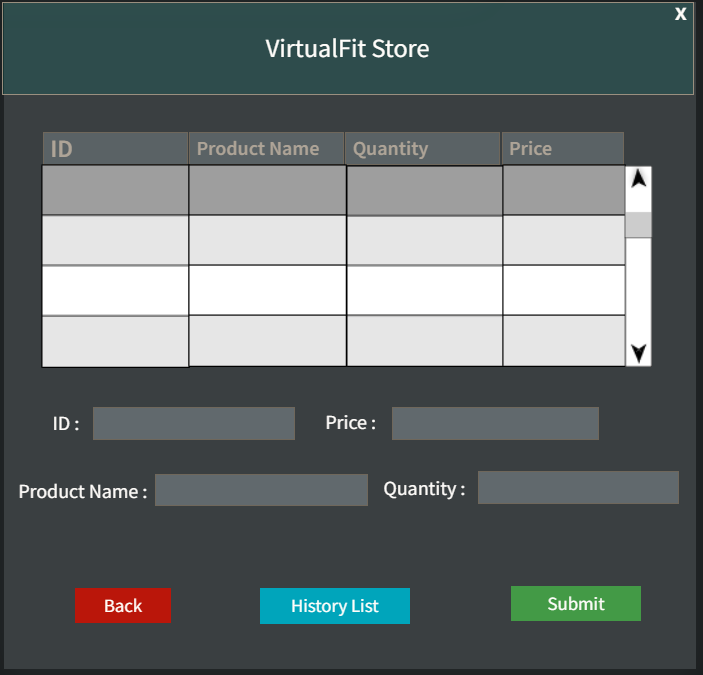 X
VirtualFit Store
ID Product Name Quantity Price
ID : Price :
Product Name : Quantity :
Back History List Submit